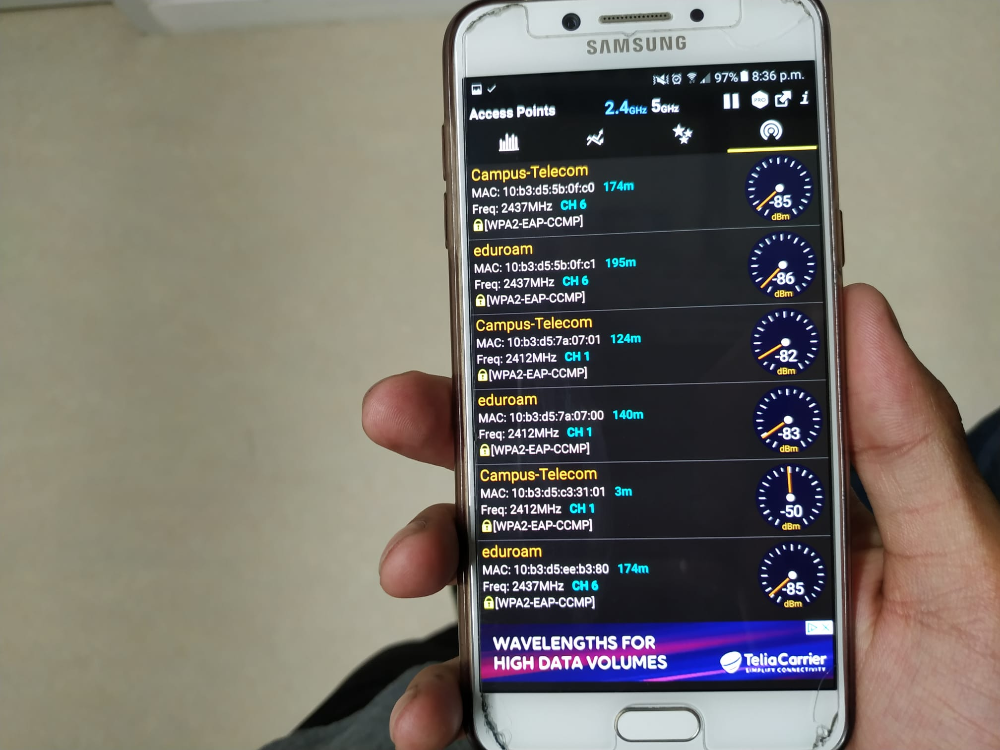 SAMSUNG
97% 8:36 p.m.
Access Points 2.4GHz 5GHz PRO i
Campus-Telecom
MAC: 10:b3:d5:5b:0f:c0 174m
Freq: 2437MHz CH 6
[WPA2-EAP-CCMP]
-85
dBm
eduroam
MAC: 10:b3:d5:5b:0f:c1 195m
Freq: 2437MHz CH 6
[WPA2-EAP-CCMP]
-86
dBm
Campus-Telecom
MAC: 10:b3:d5:7a:07:01 124m
Freq: 2412MHz CH 1
[WPA2-EAP-CCMP]
-82
dBm
eduroam
MAC: 10:b3:d5:7a:07:00 140m
Freq: 2412MHz CH 1
[WPA2-EAP-CCMP]
-83
dBm
Campus-Telecom
MAC: 10:b3:d5:c3:31:01 3m
Freq: 2412MHz CH 1
[WPA2-EAP-CCMP]
-50
dBm
eduroam
MAC: 10:b3:d5:ee:b3:80 174m
Freq: 2437MHz CH 6
[WPA2-EAP-CCMP]
-85
dBm
WAVELENGTHS FOR
HIGH DATA VOLUMES
TeliaCarrier
SIMPLIFY CONNECTIVITY